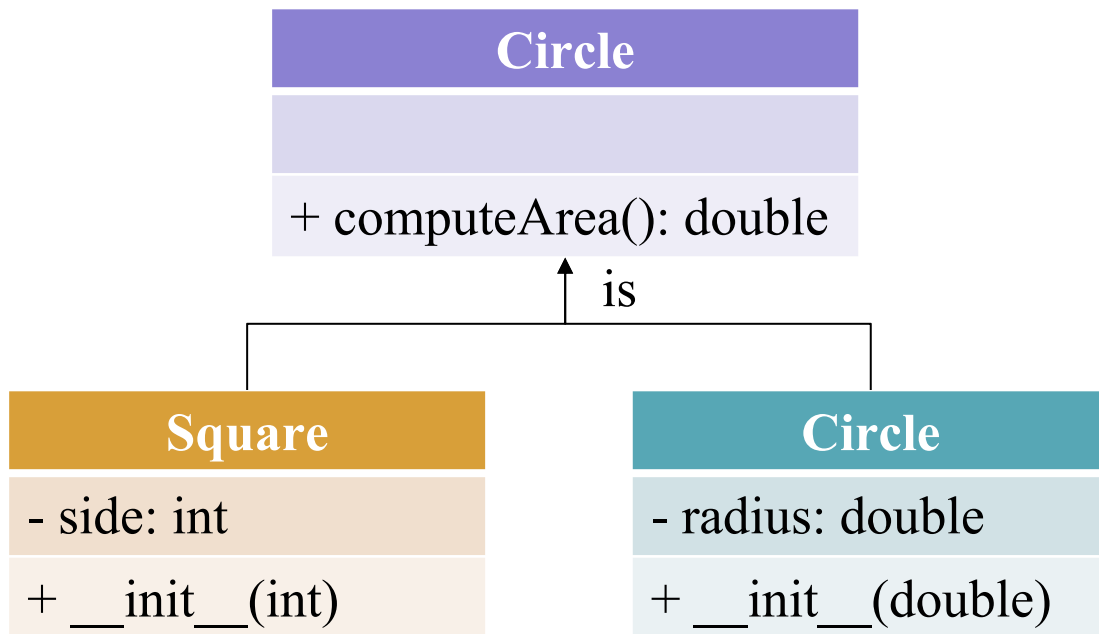 Circle
+ computeArea(): double
is
Square
- side: int
+ __init__(int)
Circle
- radius: double
+ __init__(double)